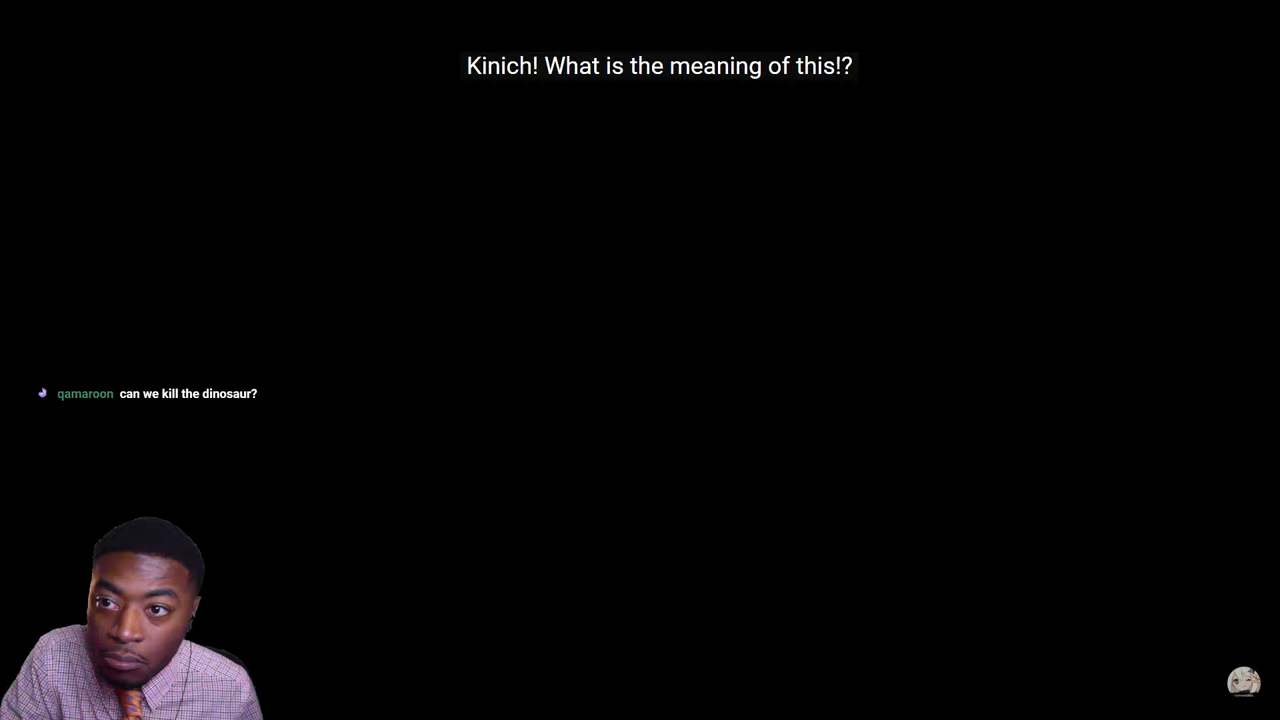 Kinich! What is the meaning of this!?
qamaroon can we kill the dinosaur?